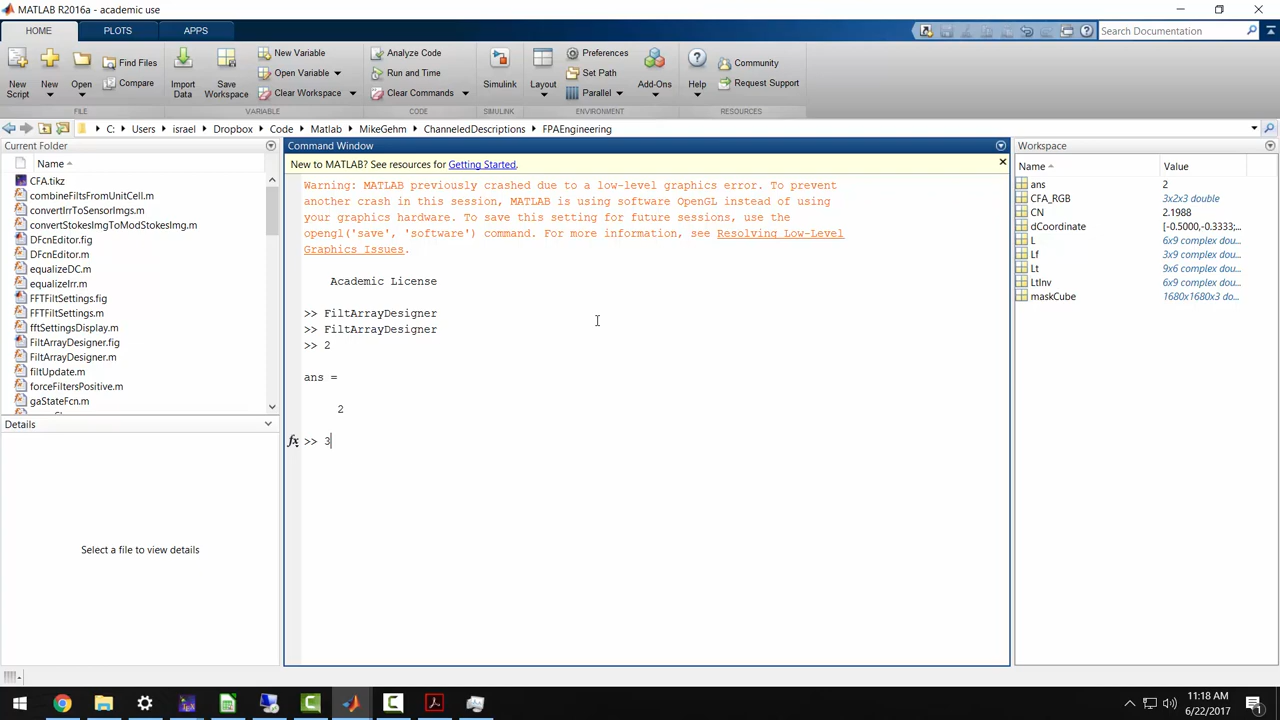 MATLAB R2016a - academic use
HOME PLOTS APPS
Search Documentation
New Script
New
Open
Find Files
Compare
FILE
Import Data
Save Workspace
New Variable
Open Variable
Clear Workspace
VARIABLE
Analyze Code
Run and Time
Clear Commands
CODE
Simulink
SIMULINK
Layout
Preferences
Set Path
Parallel
Add-Ons
ENVIRONMENT
Help
Community
Request Support
RESOURCES
C: Users israel Dropbox Code Matlab MikeGehm ChanneledDescriptions FPAEngineering
Current Folder
Name
CFA.tikz
combineFiltsFromUnitCell.m
convertIrrToSensorImgs.m
convertStokesImgToModStokesImg.m
DFcnEditor.fig
DFcnEditor.m
equalizeDC.m
equalizeIrr.m
FFTFiltSettings.fig
FFTFiltSettings.m
fftSettingsDisplay.m
FiltArrayDesigner.fig
FiltArrayDesigner.m
filtUpdate.m
forceFiltersPositive.m
gaStateFcn.m
Details
Select a file to view details
Command Window
New to MATLAB? See resources for Getting Started.
Warning: MATLAB previously crashed due to a low-level graphics error. To prevent
another crash in this session, MATLAB is using software OpenGL instead of using
your graphics hardware. To save this setting for future sessions, use the
opengl('save', 'software') command. For more information, see Resolving Low-Level
Graphics Issues.
Academic License
>> FiltArrayDesigner
>> FiltArrayDesigner
>> 2
ans =
2
fx >> 3
Workspace
Name Value
ans 2
CFA_RGB 3x2x3 double
CN 2.1988
dCoordinate [-0.5000,-0.3333;...
L 6x9 complex dou...
Lf 3x9 complex dou...
Lt 9x6 complex dou...
LtInv 6x9 complex dou...
maskCube 1680x1680x3 do...
11:18 AM
6/22/2017
1